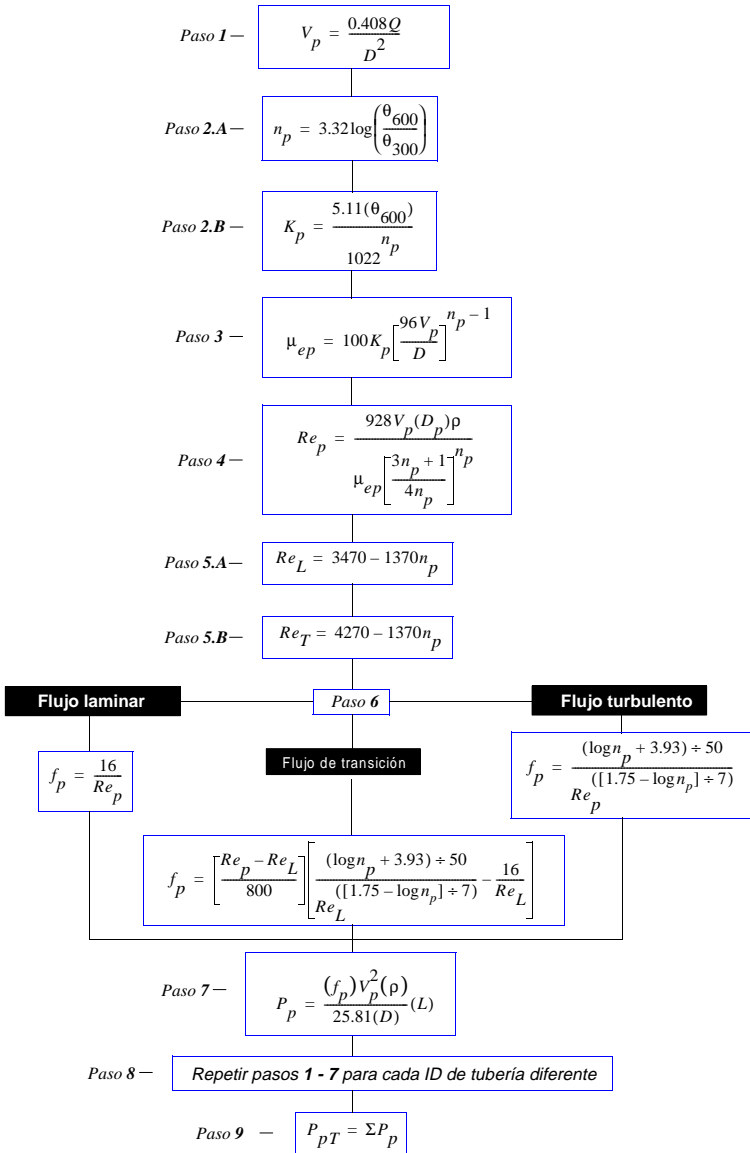 Paso 1 — V_p = 0.408Q / D^2
Paso 2.A — n_p = 3.32log(θ_600 / θ_300)
Paso 2.B — K_p = 5.11(θ_600) / 1022^n_p
Paso 3 — μ_ep = 100K_p[96V_p / D]^(n_p – 1)
Paso 4 — Re_p = 928V_p(D_p)ρ / μ_ep[3n_p + 1 / 4n_p]^n_p
Paso 5.A — Re_L = 3470 – 1370n_p
Paso 5.B — Re_T = 4270 – 1370n_p
Flujo laminar
Paso 6
Flujo turbulento
Flujo de transición
f_p = 16 / Re_p
f_p = (log n_p + 3.93) ÷ 50 / Re_p^([1.75 – log n_p] ÷ 7)
f_p = [Re_p – Re_L / 800][(log n_p + 3.93) ÷ 50 / Re_L^([1.75 – log n_p] ÷ 7) – 16 / Re_L]
Paso 7 — P_p = (f_p)V_p^2(ρ) / 25.81(D) (L)
Paso 8 — Repetir pasos 1 - 7 para cada ID de tubería diferente
Paso 9 — P_pT = ΣP_p